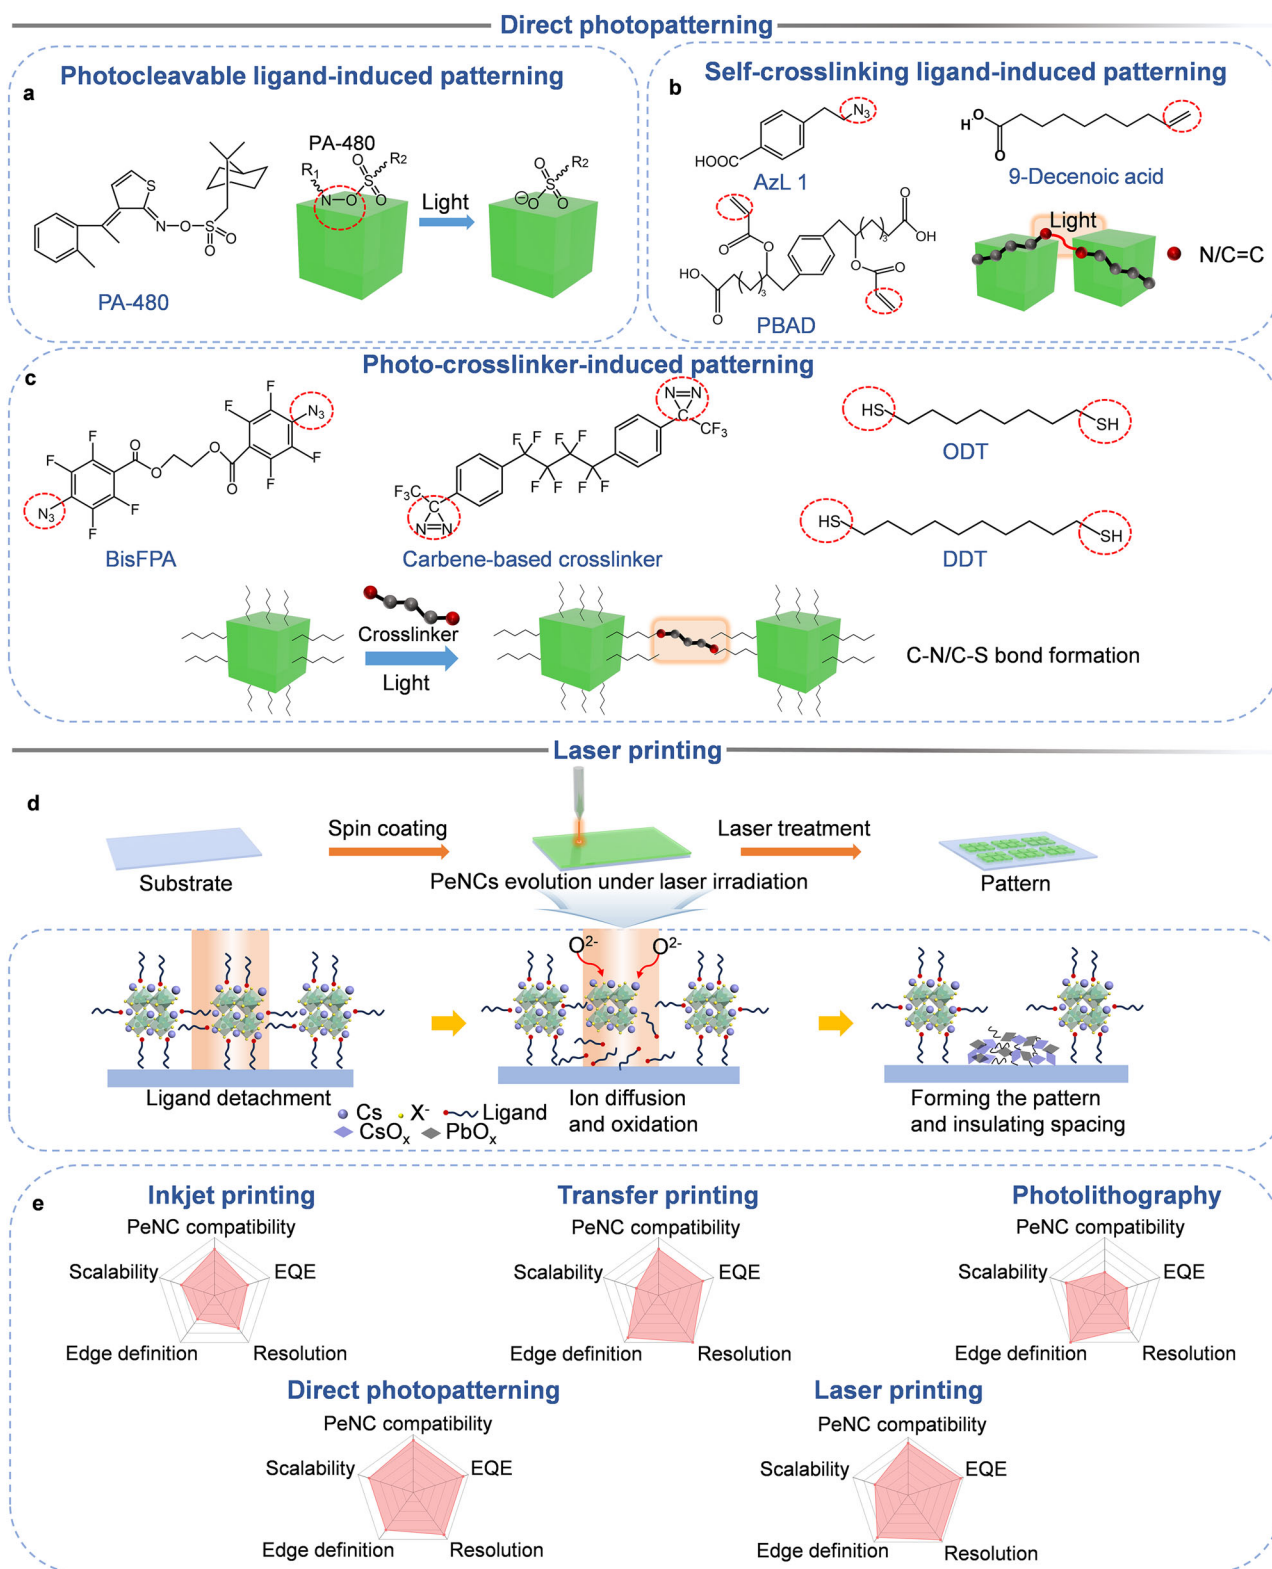 Direct photopatterning
a
Photocleavable ligand-induced patterning
S
N
O
S
O
O
PA-480
PA-480
R1
R2
O
S
N
O
O
Light
O
R2
S
⊖O
O
b
Self-crosslinking ligand-induced patterning
N3
HOOC
AzL 1
HO
O
9-Decenoic acid
O
O
O
OH
3
O
O
HO
O
3
PBAD
Light
N/C=C
c
Photo-crosslinker-induced patterning
F
F
N3
F
F
F
O
O
O
O
F
F
N3
F
F
BisFPA
N=N
C
CF3
F F F F
F F F F
F3C
C
N=N
Carbene-based crosslinker
HS
SH
ODT
HS
SH
DDT
Crosslinker
Light
C-N/C-S bond formation
Laser printing
d
Spin coating
Laser treatment
Substrate
PeNCs evolution under laser irradiation
Pattern
O2-
O2-
Ligand detachment
Ion diffusion
and oxidation
Forming the pattern
and insulating spacing
Cs X- Ligand
CsOx PbOx
e
Inkjet printing
PeNC compatibility
Scalability
EQE
Edge definition
Resolution
Transfer printing
PeNC compatibility
Scalability
EQE
Edge definition
Resolution
Photolithography
PeNC compatibility
Scalability
EQE
Edge definition
Resolution
Direct photopatterning
PeNC compatibility
Scalability
EQE
Edge definition
Resolution
Laser printing
PeNC compatibility
Scalability
EQE
Edge definition
Resolution